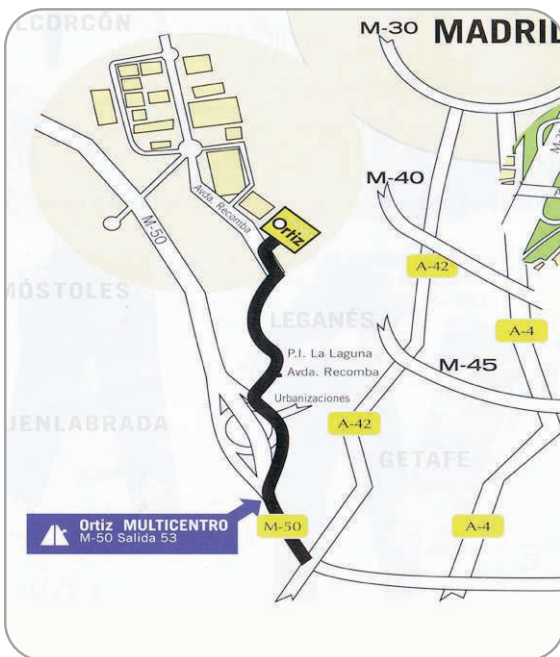 ALCORCÓN
M-30 MADRID
M-40
Avda. Recomba
M-50
Ortiz
A-42
MÓSTOLES
LEGANÉS
A-4
P.I. La Laguna
Avda. Recomba
M-45
Urbanizaciones
UENLABRADA
A-42
GETAFE
Ortiz MULTICENTRO
M-50 Salida 53
M-50
A-4